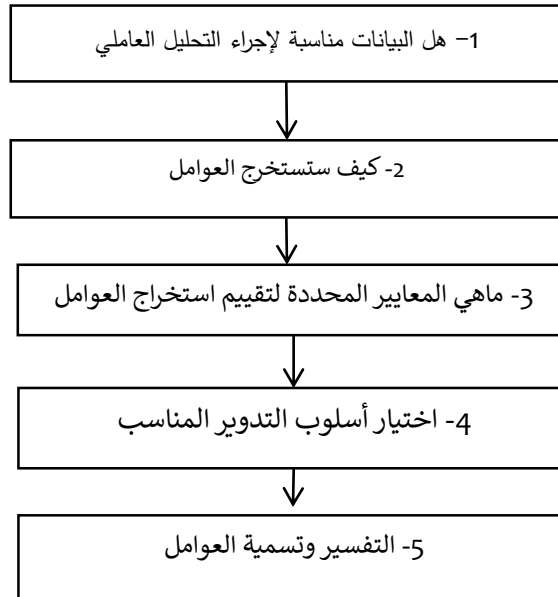 1- هل البيانات مناسبة لإجراء التحليل العاملي
2- كيف ستستخرج العوامل
3- ماهي المعايير المحددة لتقييم استخراج العوامل
4- اختيار أسلوب التدوير المناسب
5- التفسير وتسمية العوامل